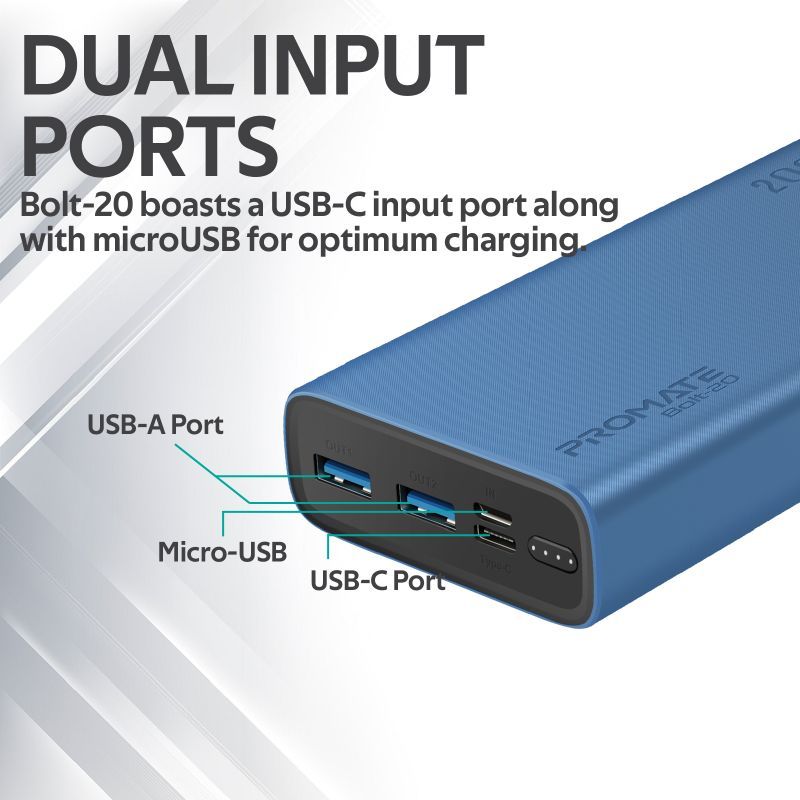 DUAL INPUT
PORTS
Bolt-20 boasts a USB-C input port along
with microUSB for optimum charging.
USB-A Port
OUT1
OUT2
IN
Micro-USB
USB-C Port
Type-C
PROMATE
Bolt-20